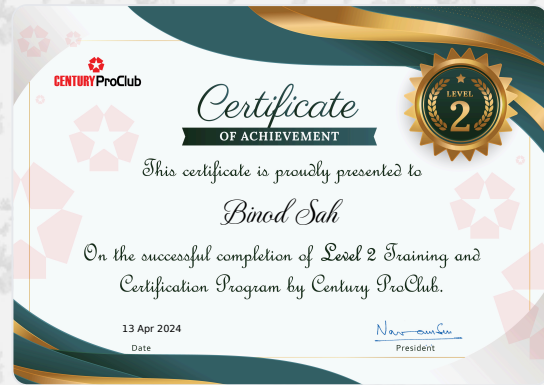 CENTURY ProClub
Certificate
OF ACHIEVEMENT
LEVEL
2
This certificate is proudly presented to
Binod Sah
On the successful completion of Level 2 Training and
Certification Program by Century ProClub.
13 Apr 2024
Date
President